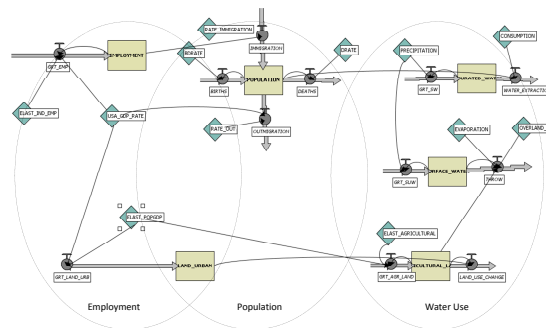 RATE_IMMIGRATION
CONSUMPTION
EMPLOYMENT
BDRATE
IMMIGRATION
DRATE
PRECIPITATION
GRT_EMP
POPULATION
BIRTHS
DEATHS
GRT_SW
WATER_EXTRACTI
ELAST_IND_EMP
USA_GDP_RATE
RATE_OUT
OUTMIGRATION
EVAPORATION
OVERLAND_
GRT_SUW
THROW
ELAST_POPGDP
ELAST_AGRICULTURAL
LAND_URBAN
GRT_LAND_URB
GRT_AGR_LAND
LAND_USE_CHANGE
Employment
Population
Water Use